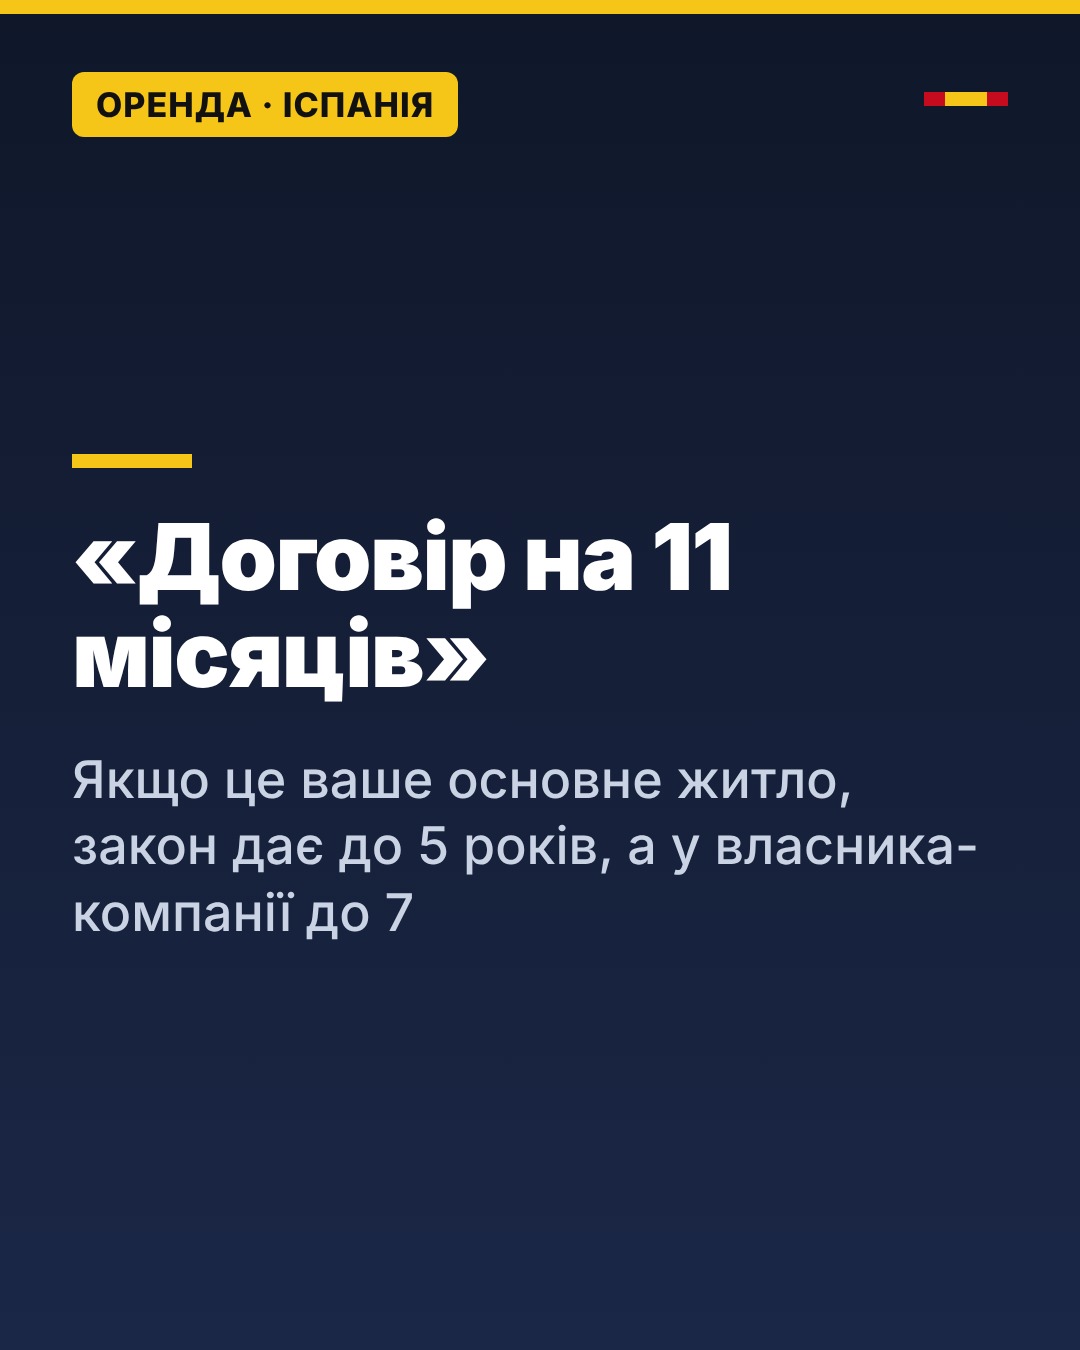 ОРЕНДА · ІСПАНІЯ
«Договір на 11
місяців»
Якщо це ваше основне житло,
закон дає до 5 років, а у власника-
компанії до 7